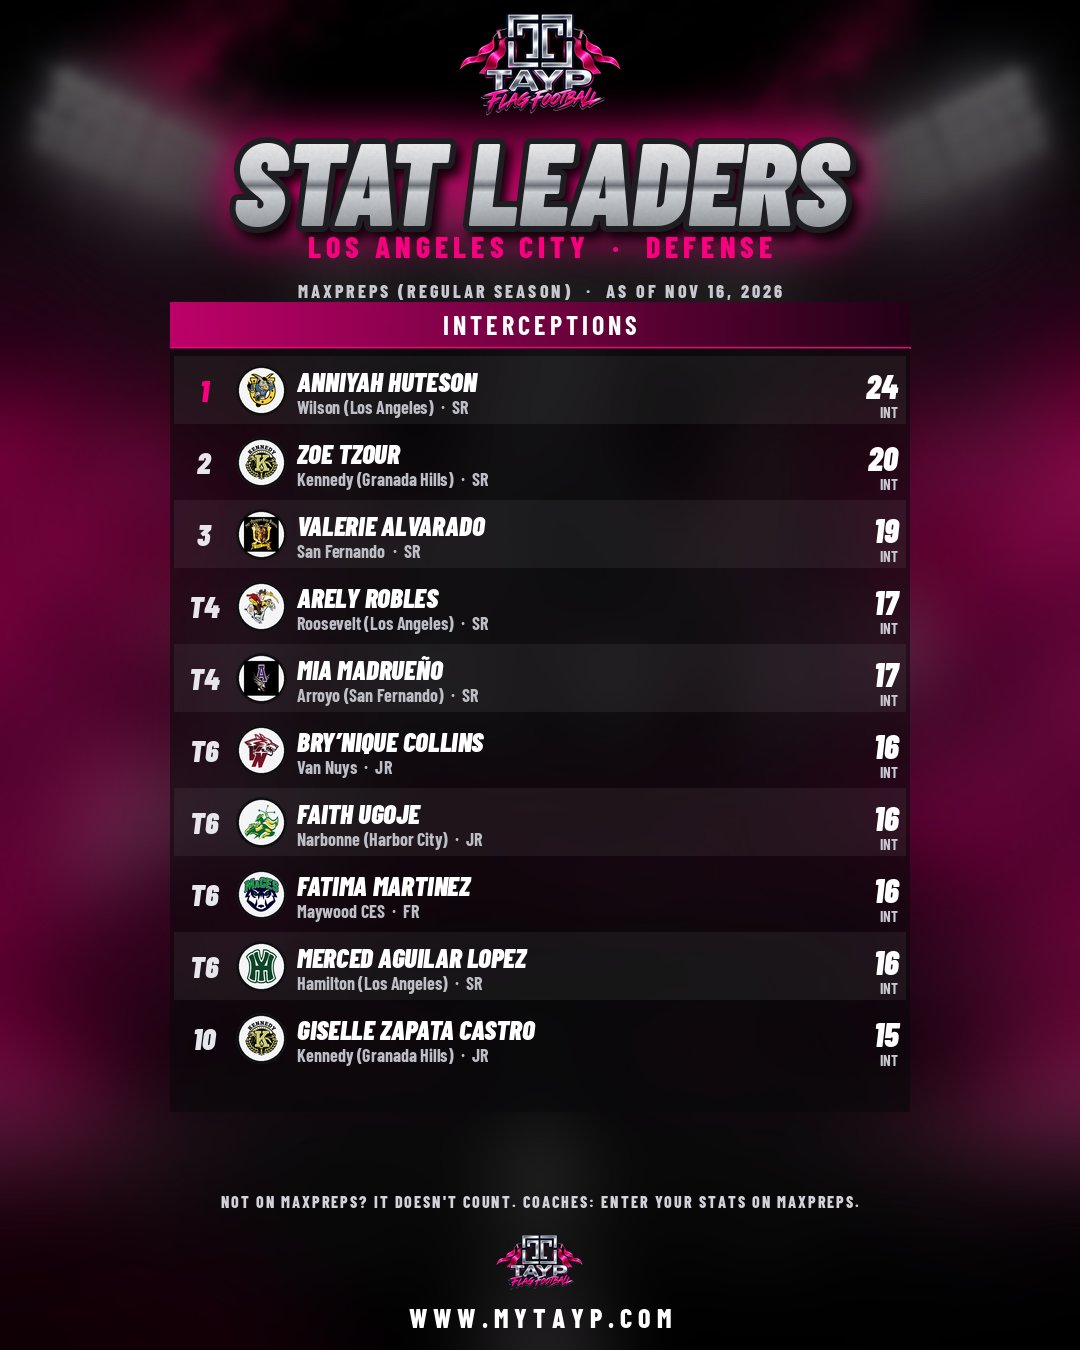 TAYP
FLAG FOOTBALL
STAT LEADERS
LOS ANGELES CITY · DEFENSE
MAXPREPS (REGULAR SEASON) · AS OF NOV 16, 2026
INTERCEPTIONS
1 ANNIYAH HUTESON 24
Wilson (Los Angeles) · SR INT
KENNEDY K
2 ZOE TZOUR 20
Kennedy (Granada Hills) · SR INT
3 VALERIE ALVARADO 19
San Fernando · SR INT
T4 ARELY ROBLES 17
Roosevelt (Los Angeles) · SR INT
A
T4 MIA MADRUEÑO 17
Arroyo (San Fernando) · SR INT
T6 BRY'NIQUE COLLINS 16
Van Nuys · JR INT
T6 FAITH UGOJE 16
Narbonne (Harbor City) · JR INT
MACES
T6 FATIMA MARTINEZ 16
Maywood CES · FR INT
T6 MERCED AGUILAR LOPEZ 16
Hamilton (Los Angeles) · SR INT
KENNEDY K
10 GISELLE ZAPATA CASTRO 15
Kennedy (Granada Hills) · JR INT
NOT ON MAXPREPS? IT DOESN'T COUNT. COACHES: ENTER YOUR STATS ON MAXPREPS.
TAYP
FLAG FOOTBALL
WWW.MYTAYP.COM